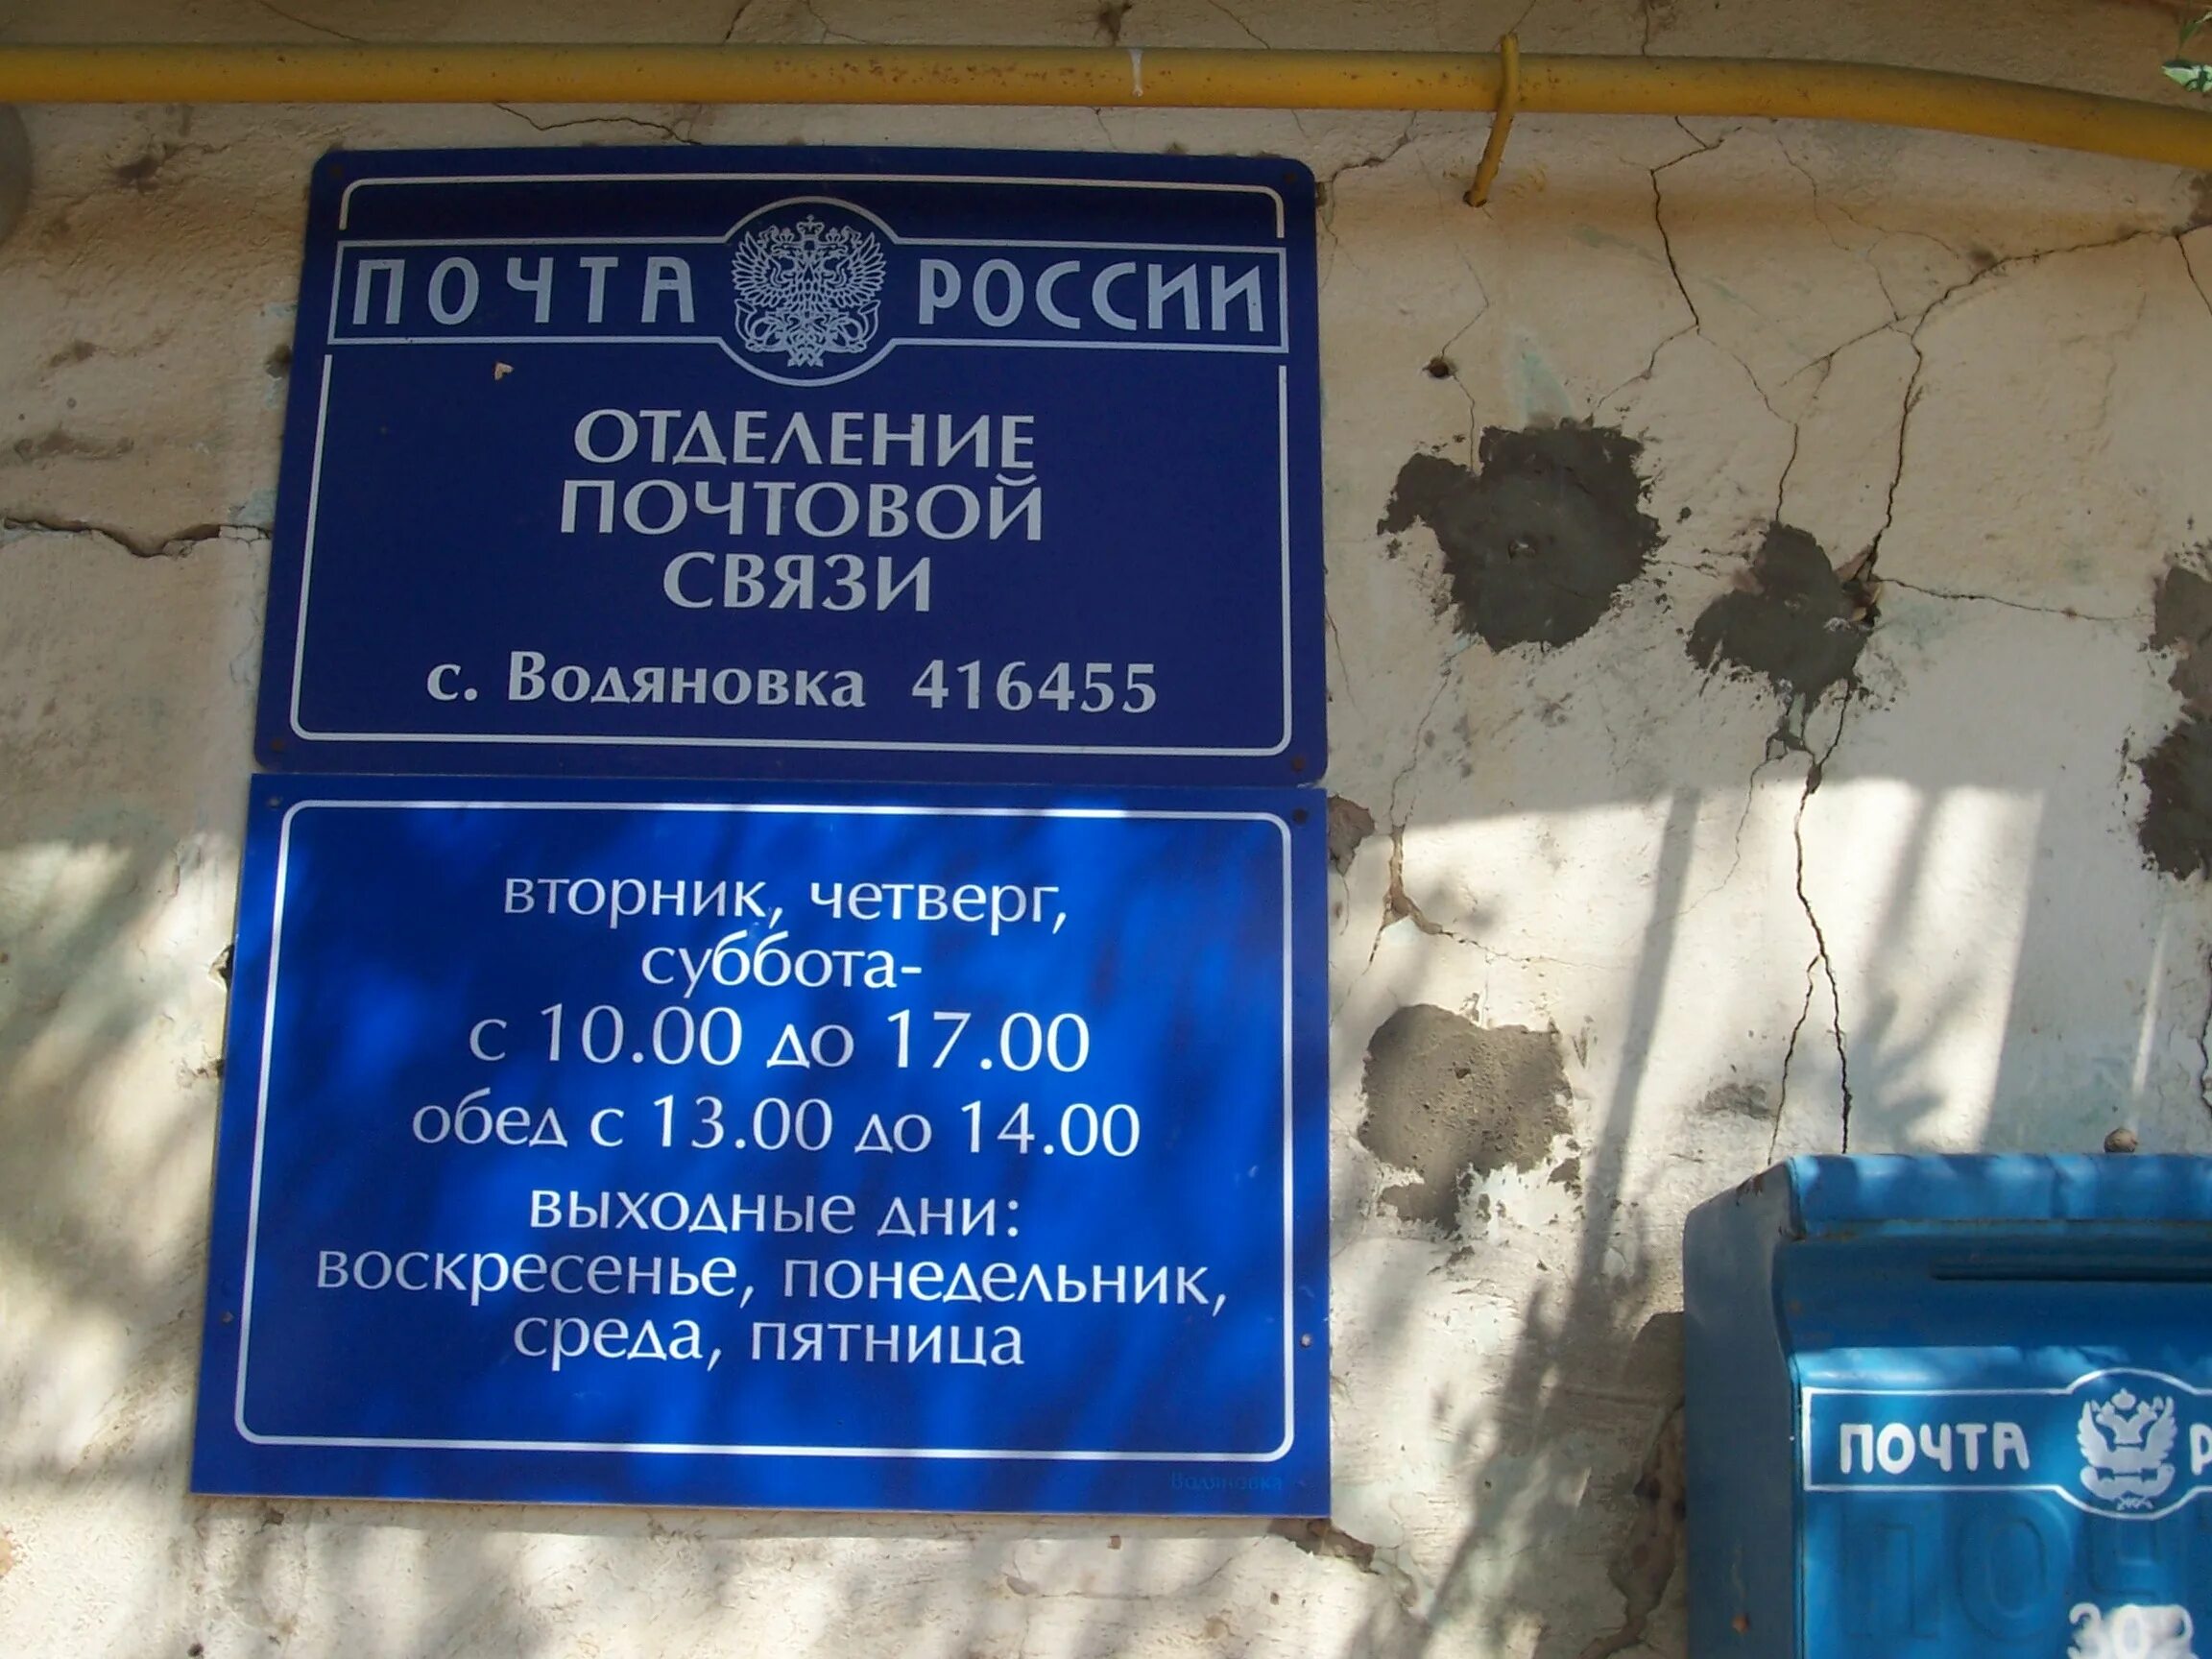 ПОЧТА РОССИИ
ОТДЕЛЕНИЕ
ПОЧТОВОЙ
СВЯЗИ
с. Водяновка 416455
вторник, четверг,
суббота-
с 10.00 до 17.00
обед с 13.00 до 14.00
выходные дни:
воскресенье, понедельник,
среда, пятница
Водяновка
ПОЧТА